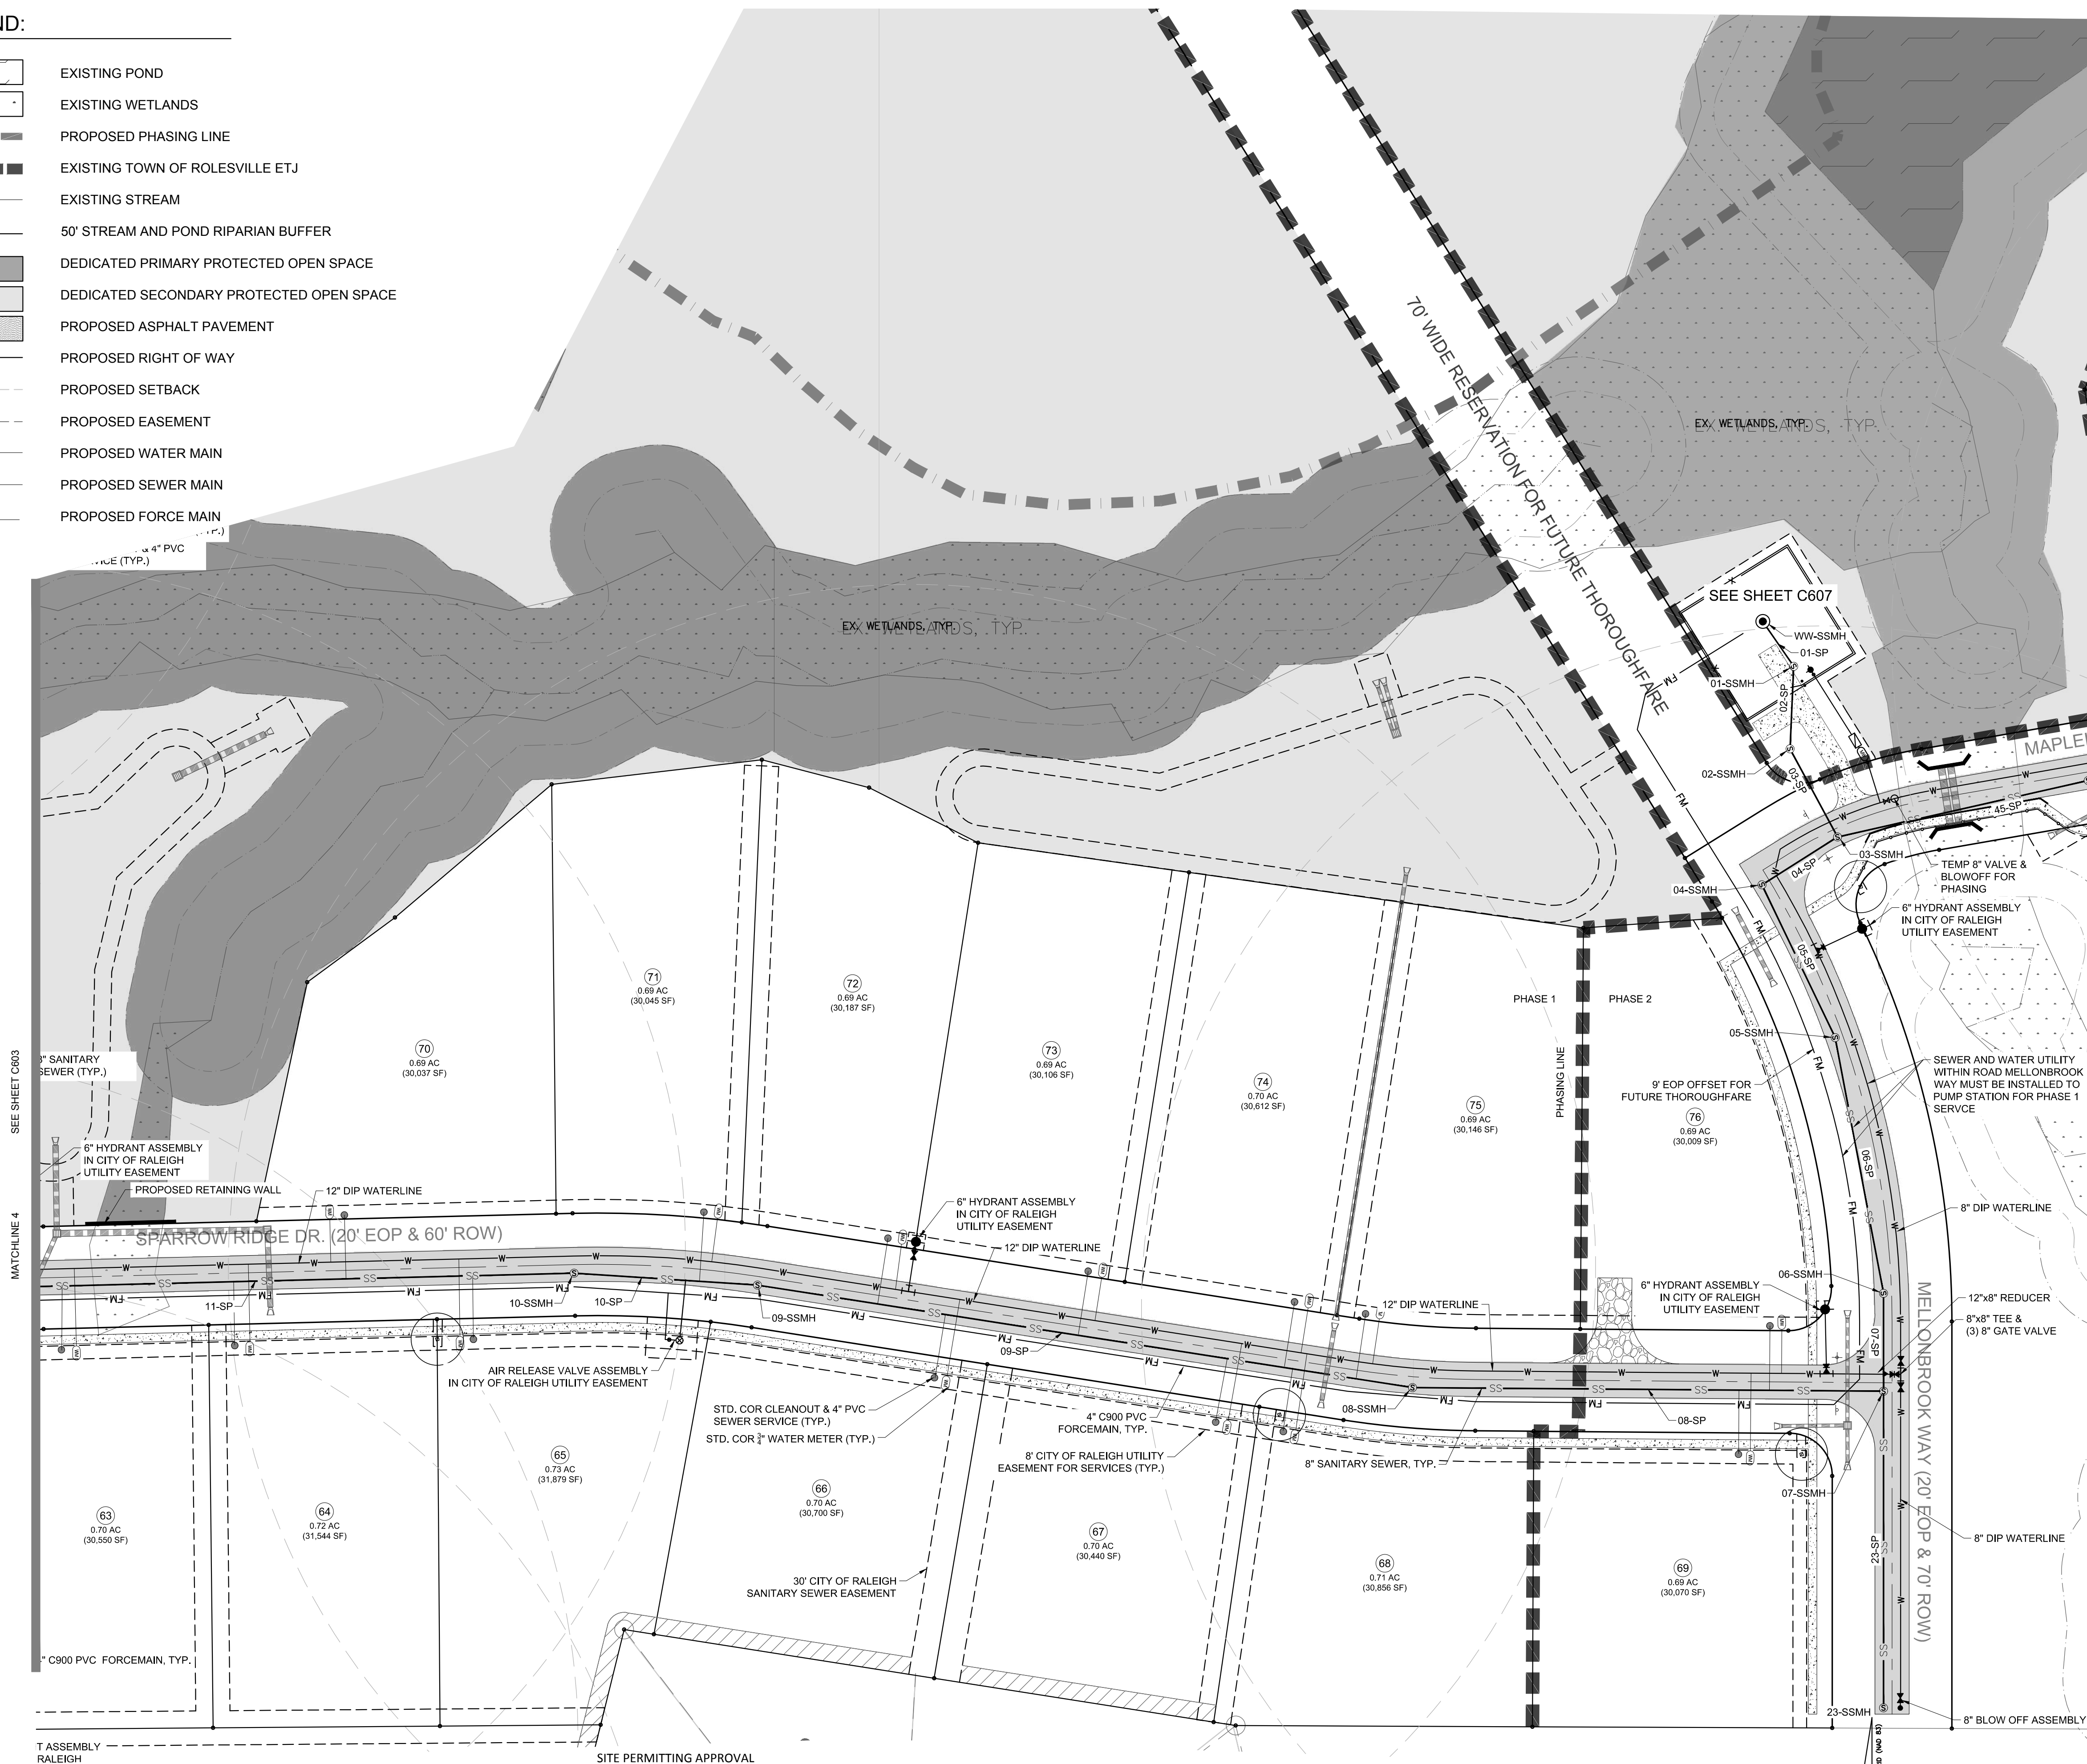 ND:
EXISTING POND
EXISTING WETLANDS
PROPOSED PHASING LINE
EXISTING TOWN OF ROLESVILLE ETJ
EXISTING STREAM
50' STREAM AND POND RIPARIAN BUFFER
DEDICATED PRIMARY PROTECTED OPEN SPACE
DEDICATED SECONDARY PROTECTED OPEN SPACE
PROPOSED ASPHALT PAVEMENT
PROPOSED RIGHT OF WAY
PROPOSED SETBACK
PROPOSED EASEMENT
PROPOSED WATER MAIN
PROPOSED SEWER MAIN
PROPOSED FORCE MAIN
& 4" PVC
(TYP.)
70' WIDE RESERVATION FOR FUTURE THOROUGHFARE
EX. WETLANDS, TYP.
EX. WETLANDS, TYP.
EX. WETLANDS, TYP.
EX. WETLANDS, TYP.
SEE SHEET C607
WW-SSMH
01-SP
01-SSMH
02-SP
02-SSMH
03-SP
FM
FM
MAPLE
45-SP
03-SSMH
04-SP
04-SSMH
TEMP 8" VALVE &
BLOWOFF FOR
PHASING
6" HYDRANT ASSEMBLY
IN CITY OF RALEIGH
UTILITY EASEMENT
05-SP
05-SSMH
SEWER AND WATER UTILITY
WITHIN ROAD MELLONBROOK
WAY MUST BE INSTALLED TO
PUMP STATION FOR PHASE 1
SERVCE
9' EOP OFFSET FOR
FUTURE THOROUGHFARE
06-SP
8" DIP WATERLINE
06-SSMH
12"x8" REDUCER
8"x8" TEE &
(3) 8" GATE VALVE
07-SP
MELLONBROOK WAY (20' EOP & 70' ROW)
PHASE 1
PHASE 2
PHASING LINE
70
0.69 AC
(30,037 SF)
71
0.69 AC
(30,045 SF)
72
0.69 AC
(30,187 SF)
73
0.69 AC
(30,106 SF)
74
0.70 AC
(30,612 SF)
75
0.69 AC
(30,146 SF)
76
0.69 AC
(30,009 SF)
SEE SHEET C603
MATCHLINE 4
8" SANITARY
SEWER (TYP.)
6" HYDRANT ASSEMBLY
IN CITY OF RALEIGH
UTILITY EASEMENT
PROPOSED RETAINING WALL
12" DIP WATERLINE
SPARROW RIDGE DR. (20' EOP & 60' ROW)
6" HYDRANT ASSEMBLY
IN CITY OF RALEIGH
UTILITY EASEMENT
12" DIP WATERLINE
12" DIP WATERLINE
6" HYDRANT ASSEMBLY
IN CITY OF RALEIGH
UTILITY EASEMENT
11-SP
10-SSMH
10-SP
09-SSMH
09-SP
08-SSMH
08-SP
07-SSMH
AIR RELEASE VALVE ASSEMBLY
IN CITY OF RALEIGH UTILITY EASEMENT
STD. COR CLEANOUT & 4" PVC
SEWER SERVICE (TYP.)
STD. COR 3/4" WATER METER (TYP.)
4" C900 PVC
FORCEMAIN, TYP.
8' CITY OF RALEIGH UTILITY
EASEMENT FOR SERVICES (TYP.)
8" SANITARY SEWER, TYP.
63
0.70 AC
(30,550 SF)
64
0.72 AC
(31,544 SF)
65
0.73 AC
(31,879 SF)
66
0.70 AC
(30,700 SF)
67
0.70 AC
(30,440 SF)
68
0.71 AC
(30,856 SF)
69
0.69 AC
(30,070 SF)
30' CITY OF RALEIGH
SANITARY SEWER EASEMENT
23-SP
8" DIP WATERLINE
23-SSMH
8" BLOW OFF ASSEMBLY
" C900 PVC FORCEMAIN, TYP.
T ASSEMBLY
RALEIGH
SITE PERMITTING APPROVAL
(NAD 83)